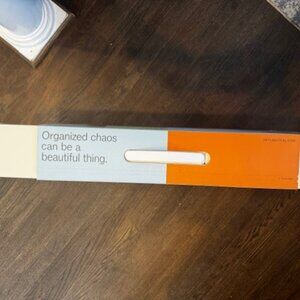 Organized chaos
can be a
beautiful thing.